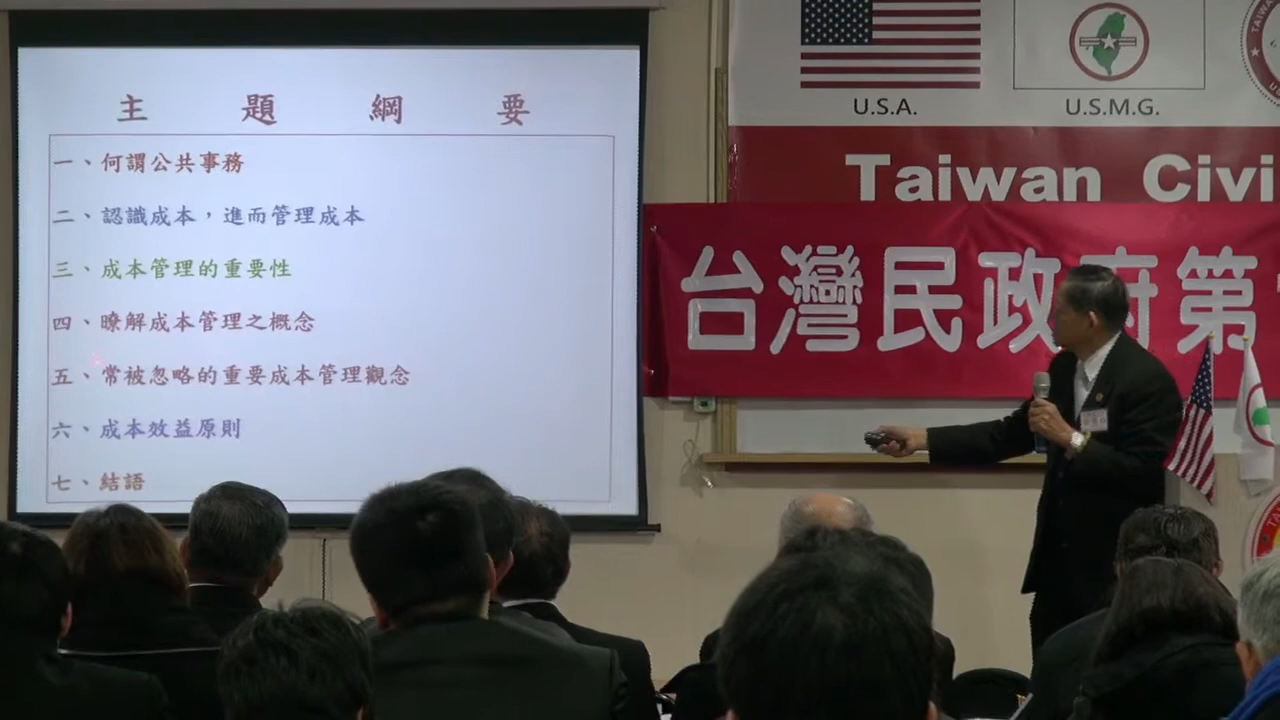 主題綱要
一、何謂公共事務
二、認識成本，進而管理成本
三、成本管理的重要性
四、瞭解成本管理之概念
五、常被忽略的重要成本管理觀念
六、成本效益原則
七、結語
U.S.A.
U.S.M.G.
Taiwan Civi
台灣民政府第